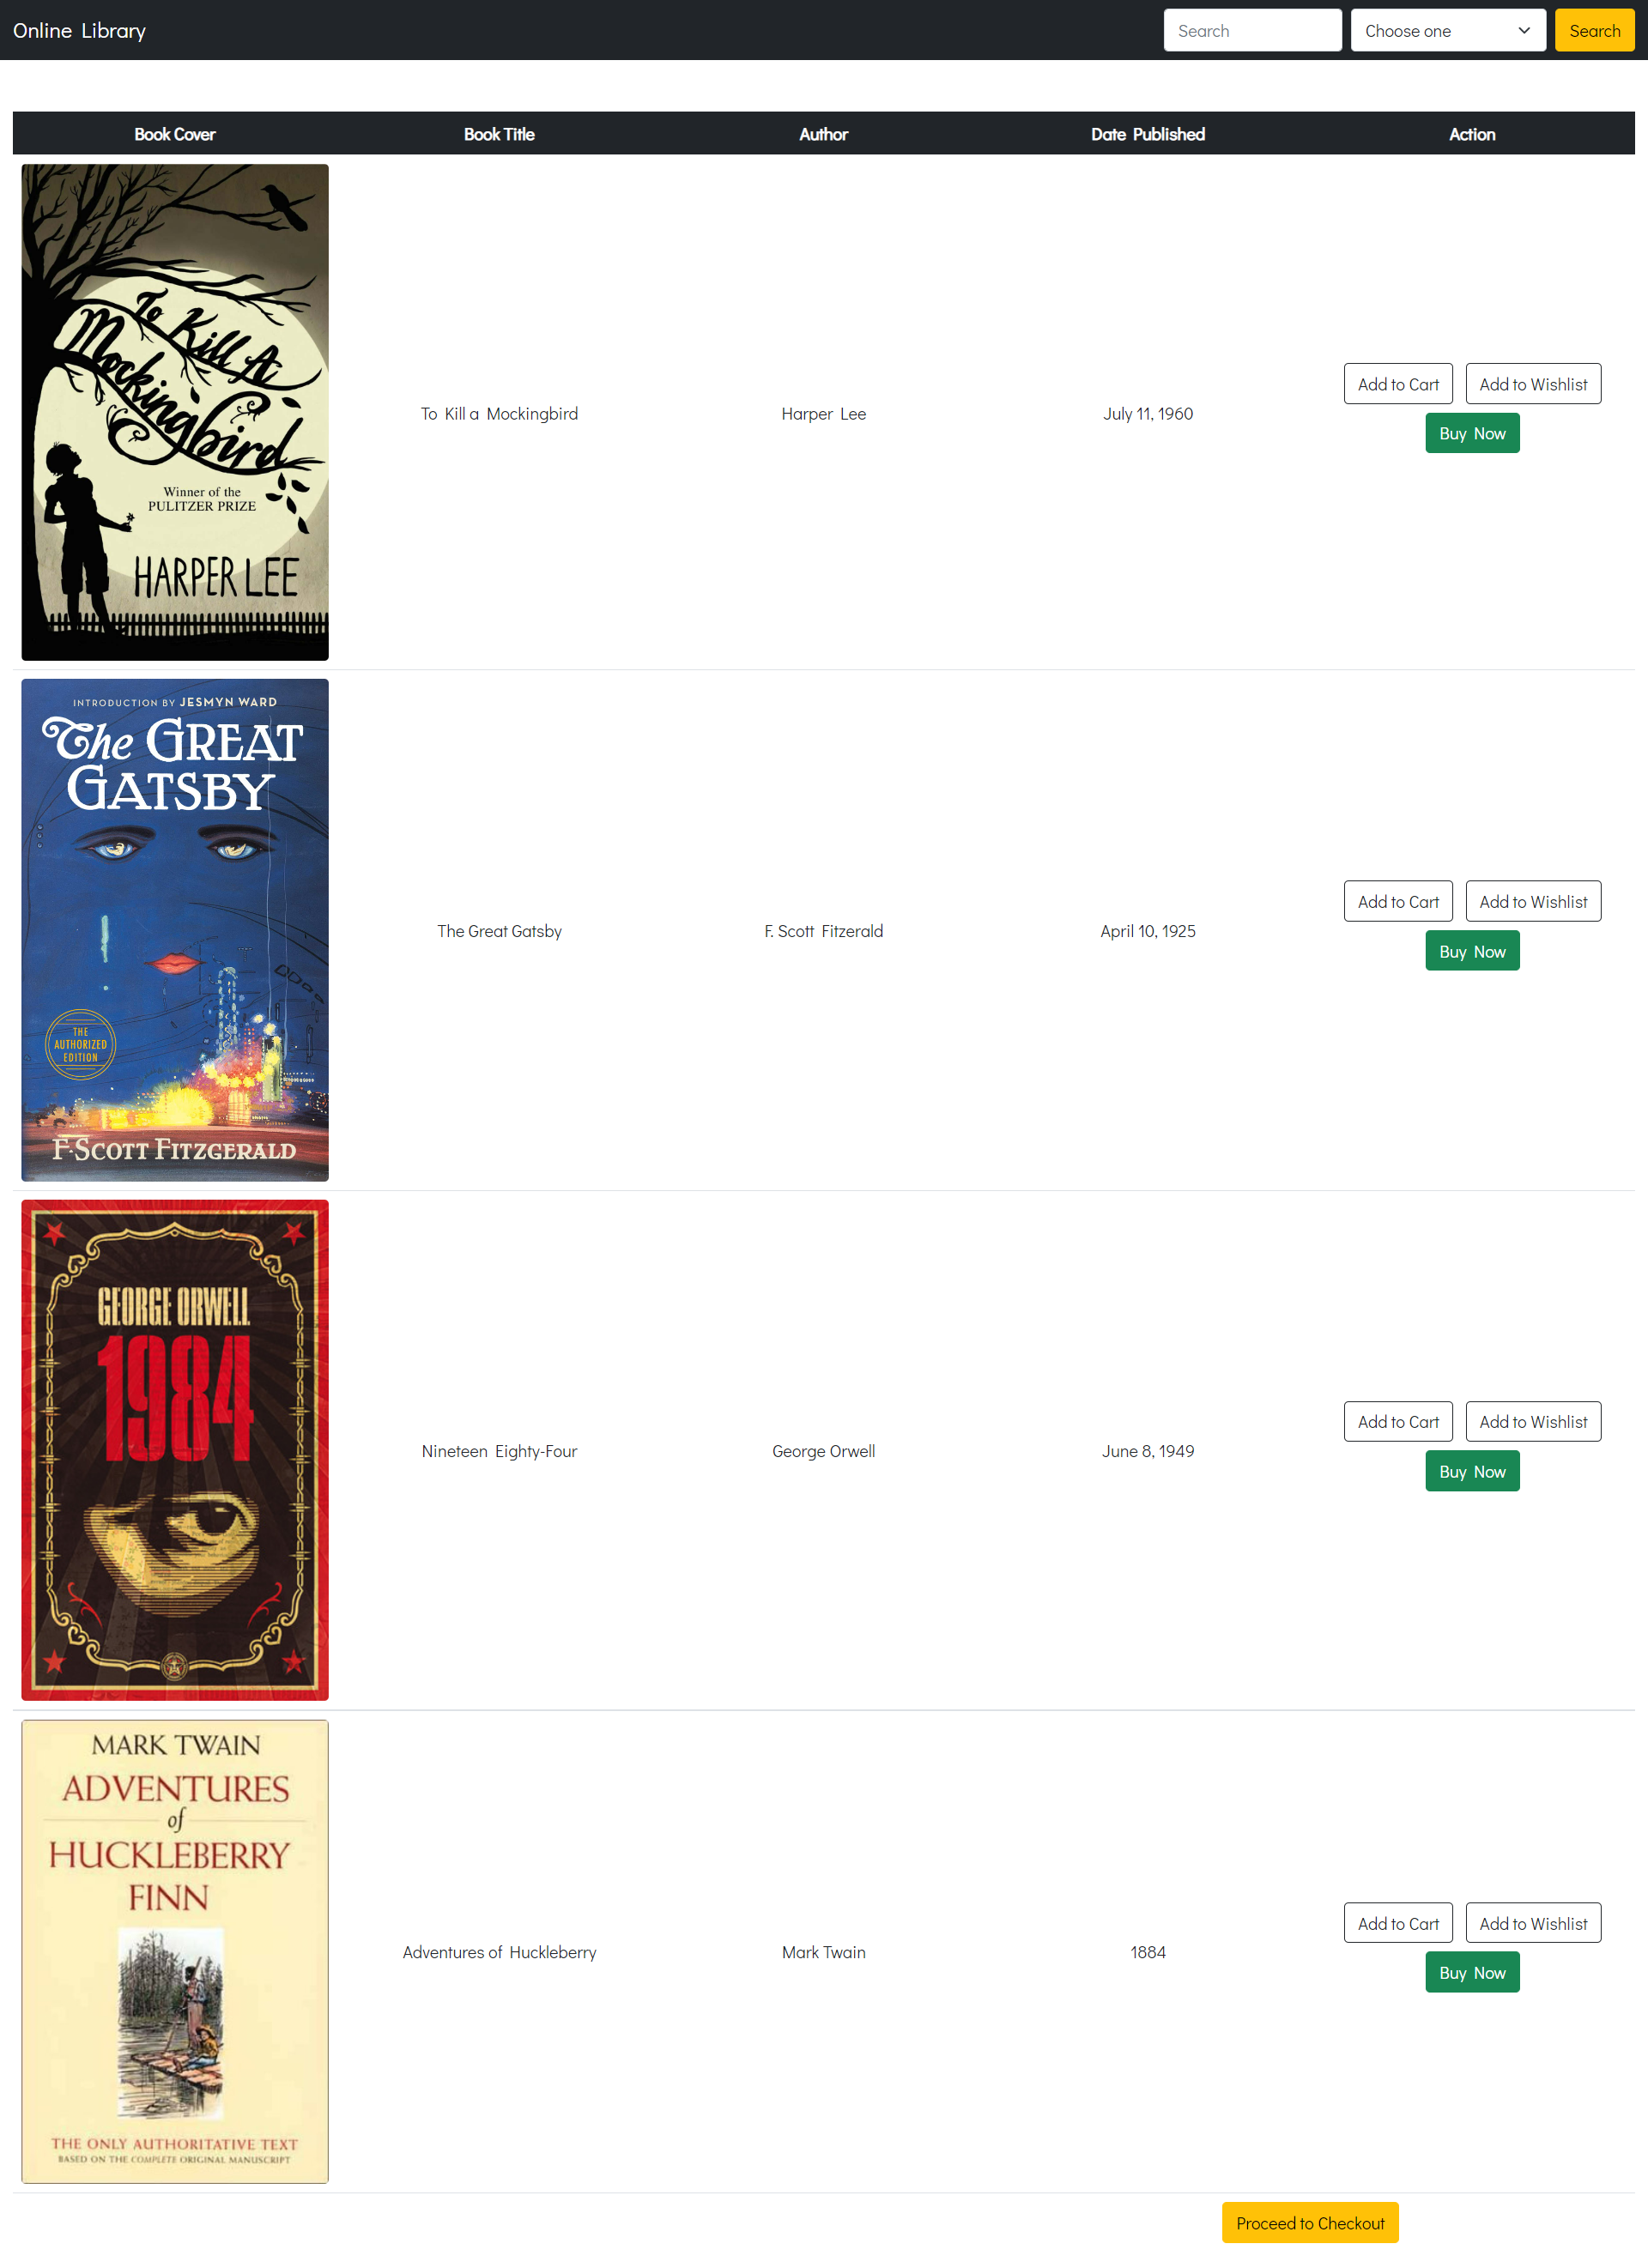 Online Library
Search
Choose one
Search
Book Cover
Book Title
Author
Date Published
Action
To Kill A
Mockingbird
Winner of the
PULITZER PRIZE
HARPER LEE
To Kill a Mockingbird
Harper Lee
July 11, 1960
Add to Cart
Add to Wishlist
Buy Now
INTRODUCTION BY JESMYN WARD
The GREAT
GATSBY
THE
AUTHORIZED
EDITION
F. SCOTT FITZGERALD
The Great Gatsby
F. Scott Fitzerald
April 10, 1925
Add to Cart
Add to Wishlist
Buy Now
GEORGE ORWELL
1984
Nineteen Eighty-Four
George Orwell
June 8, 1949
Add to Cart
Add to Wishlist
Buy Now
MARK TWAIN
ADVENTURES
of
HUCKLEBERRY
FINN
THE ONLY AUTHORITATIVE TEXT
BASED ON THE COMPLETE ORIGINAL MANUSCRIPT
Adventures of Huckleberry
Mark Twain
1884
Add to Cart
Add to Wishlist
Buy Now
Proceed to Checkout